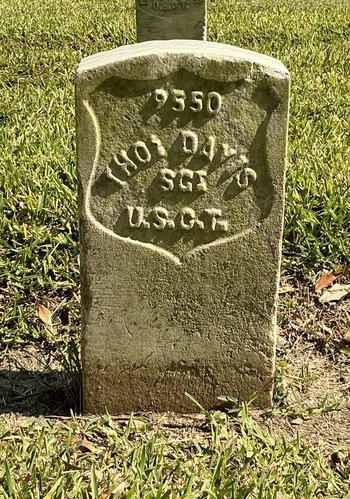 9550
THOS DAVIS
SGT
U.S.C.T.